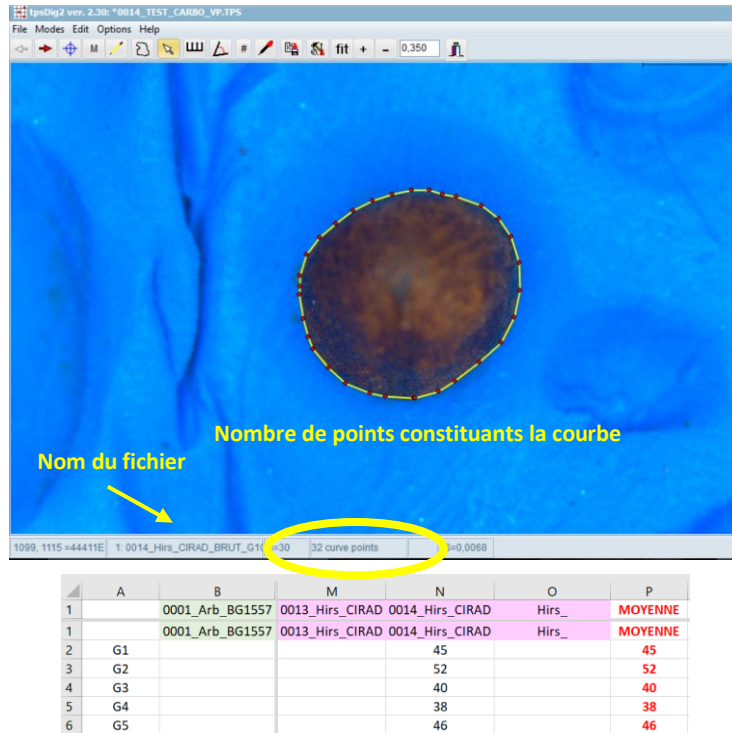 tpsDig2 ver. 2.30: *0014_TEST_CARBO_VP.TPS
File Modes Edit Options Help
M # fit + - 0,350
Nombre de points constituants la courbe
Nom du fichier
1099, 1115 =44411E 1: 0014_Hirs_CIRAD_BRUT_G10 =30 32 curve points =0,0068
A B M N O P
1 0001_Arb_BG1557 0013_Hirs_CIRAD 0014_Hirs_CIRAD Hirs_ MOYENNE
1 0001_Arb_BG1557 0013_Hirs_CIRAD 0014_Hirs_CIRAD Hirs_ MOYENNE
2 G1 45 45
3 G2 52 52
4 G3 40 40
5 G4 38 38
6 G5 46 46